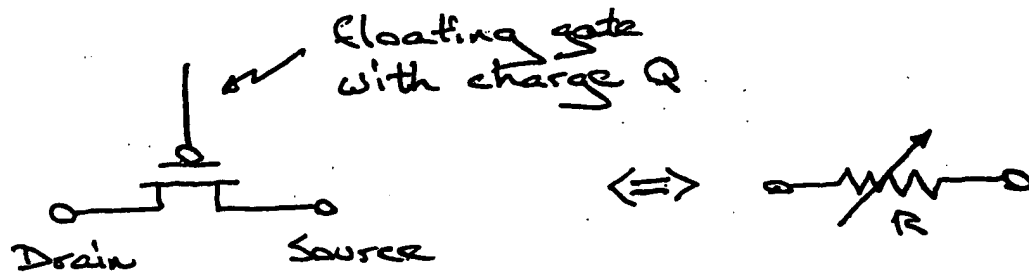 floating gate
with charge Q
Drain
Source
R